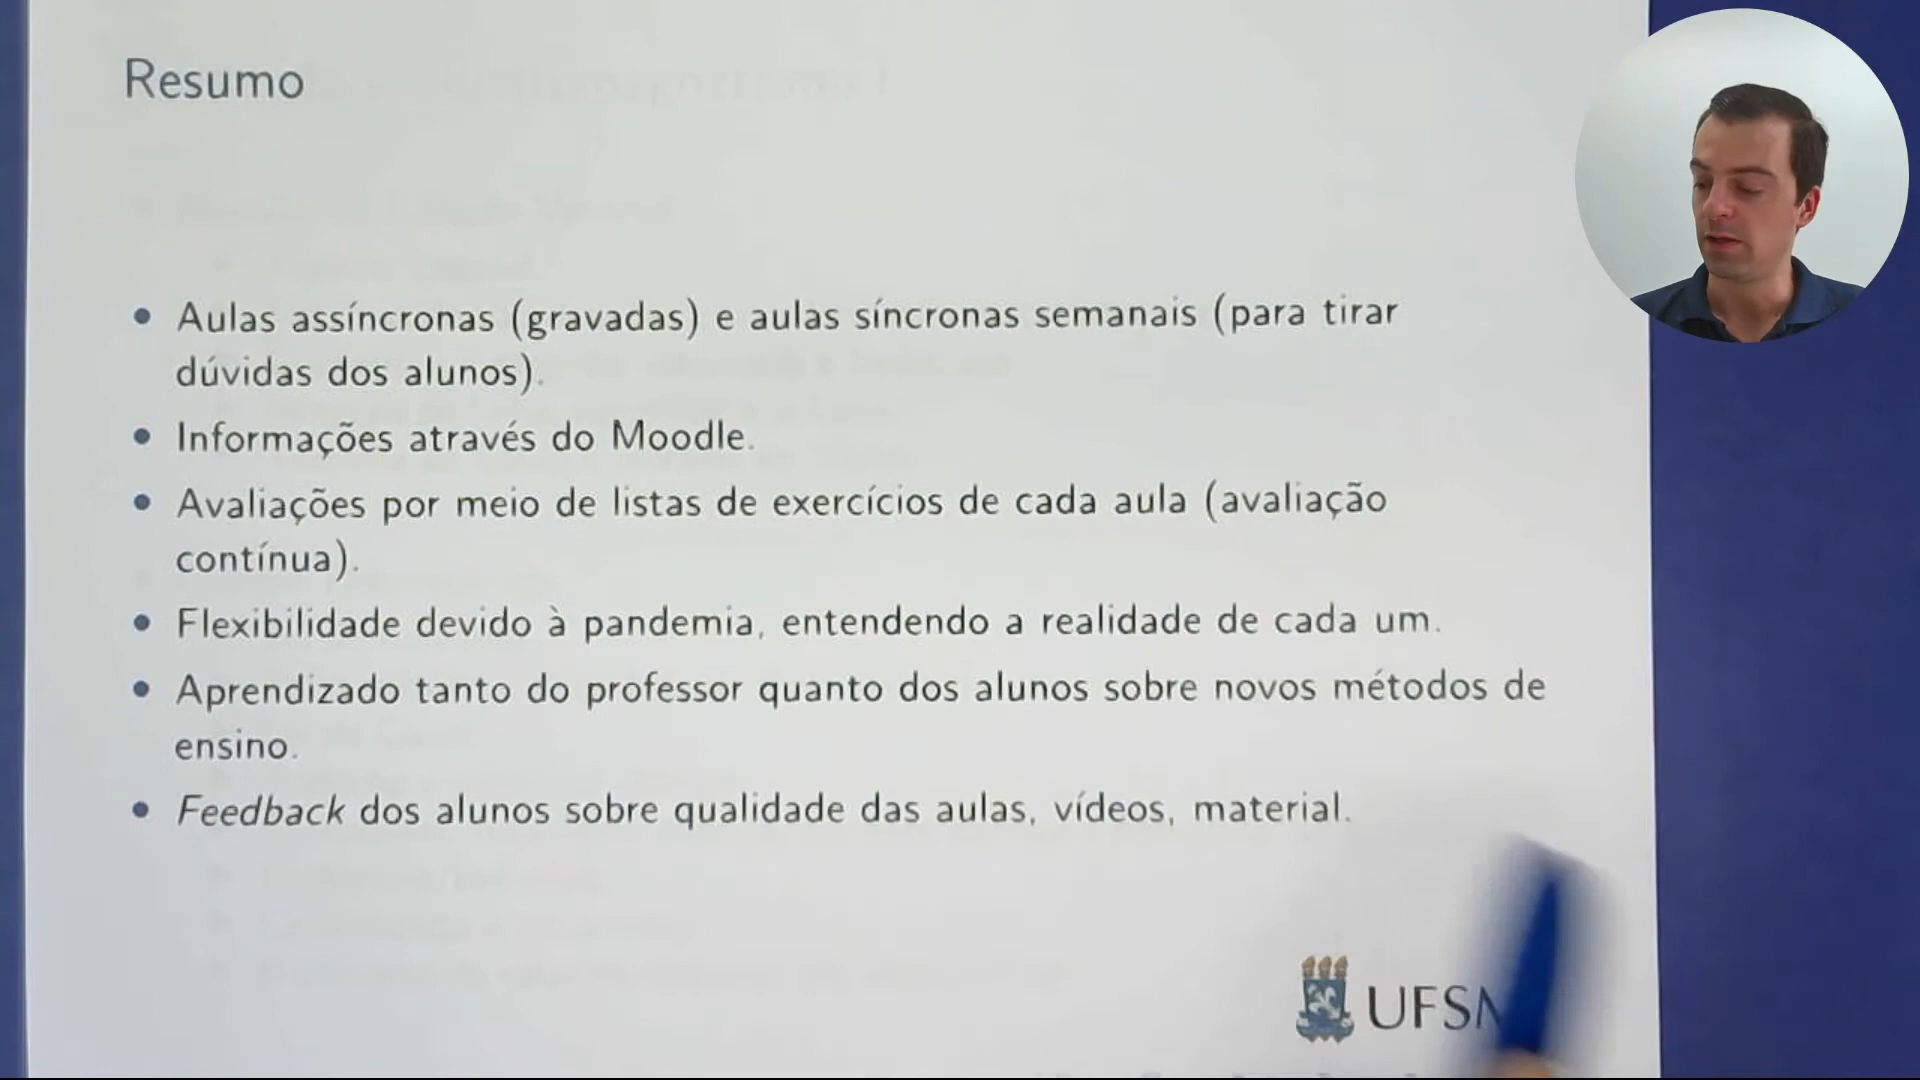 Resumo
• Aulas assíncronas (gravadas) e aulas síncronas semanais (para tirar
dúvidas dos alunos).
• Informações através do Moodle.
• Avaliações por meio de listas de exercícios de cada aula (avaliação
contínua).
• Flexibilidade devido à pandemia, entendendo a realidade de cada um.
• Aprendizado tanto do professor quanto dos alunos sobre novos métodos de
ensino.
• Feedback dos alunos sobre qualidade das aulas, vídeos, material.
UFSM